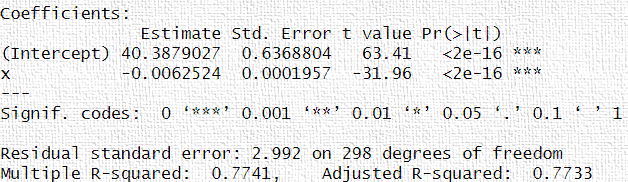 Coefficients:
Estimate Std. Error t value Pr(>|t|)
(Intercept) 40.3879027 0.6368804 63.41 <2e-16 ***
x -0.0062524 0.0001957 -31.96 <2e-16 ***
---
Signif. codes: 0 ‘***’ 0.001 ‘**’ 0.01 ‘*’ 0.05 ‘.’ 0.1 ‘ ’ 1
Residual standard error: 2.992 on 298 degrees of freedom
Multiple R-squared: 0.7741, Adjusted R-squared: 0.7733